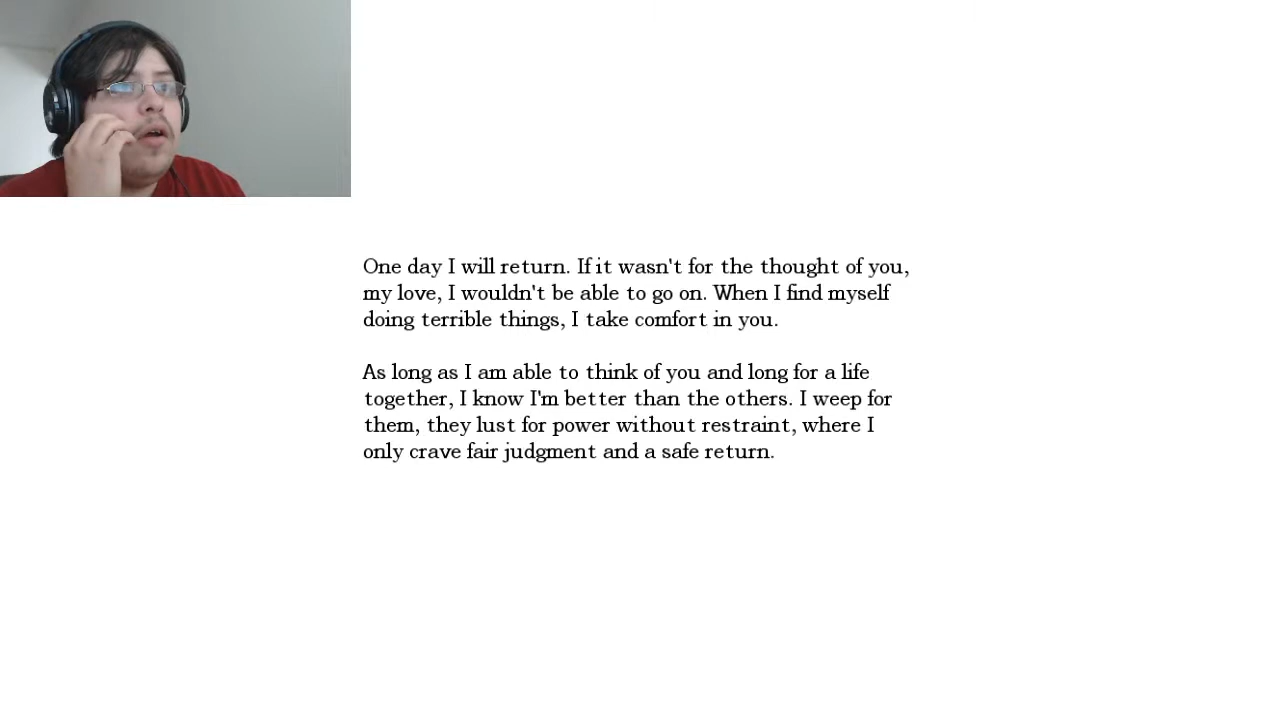 One day I will return. If it wasn't for the thought of you,
my love, I wouldn't be able to go on. When I find myself
doing terrible things, I take comfort in you.
As long as I am able to think of you and long for a life
together, I know I'm better than the others. I weep for
them, they lust for power without restraint, where I
only crave fair judgment and a safe return.